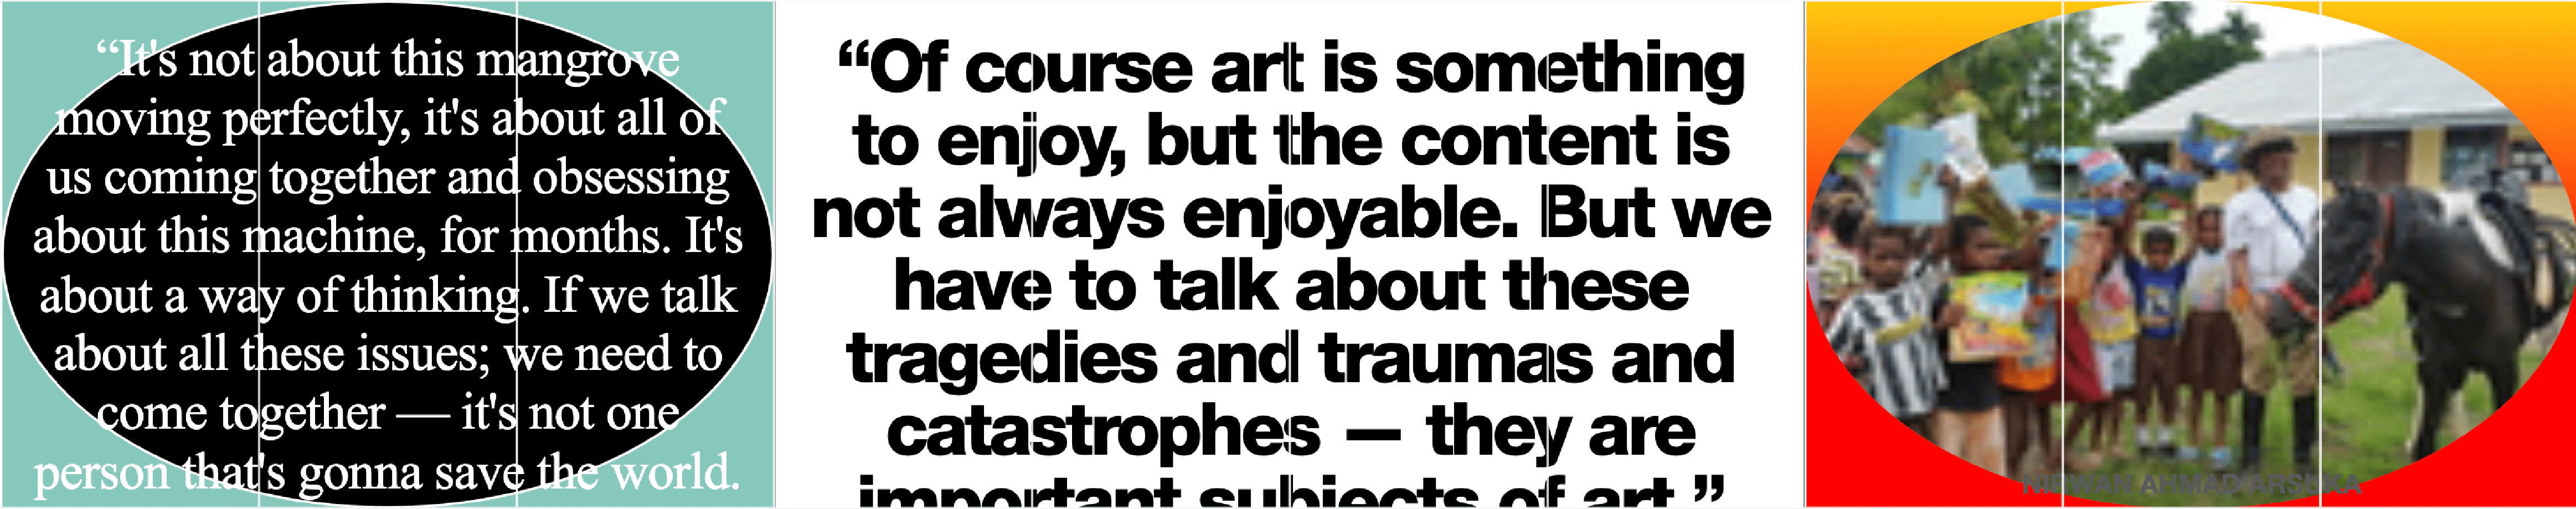 “It's not about this mangrove
moving perfectly, it's about all of
us coming together and obsessing
about this machine, for months. It's
about a way of thinking. If we talk
about all these issues; we need to
come together — it's not one
person that's gonna save the world.
“Of course art is something
to enjoy, but the content is
not always enjoyable. But we
have to talk about these
tragedies and traumas and
catastrophes — they are
important subjects of art.”
NIRWAN AHMAD ARSUKA